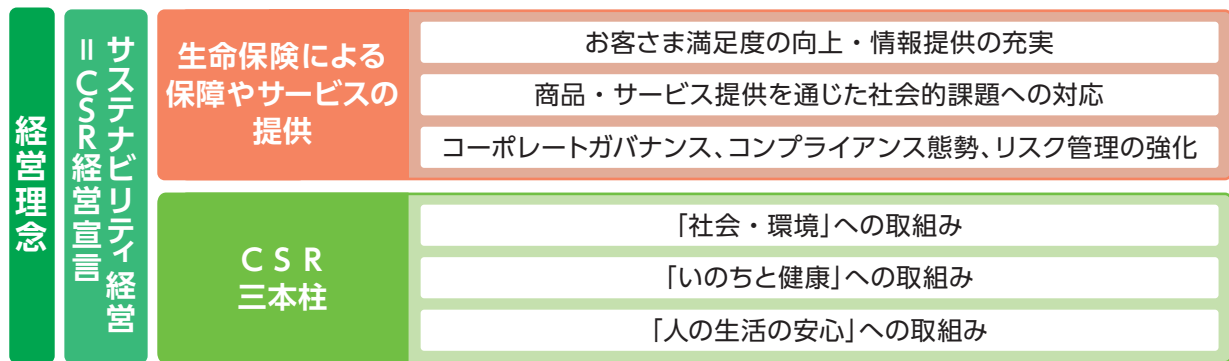 経営理念
サステナビリティ経営
＝CSR経営宣言
生命保険による
保障やサービスの
提供
お客さま満足度の向上・情報提供の充実
商品・サービス提供を通じた社会的課題への対応
コーポレートガバナンス、コンプライアンス態勢、リスク管理の強化
CSR
三本柱
「社会・環境」への取組み
「いのちと健康」への取組み
「人の生活の安心」への取組み